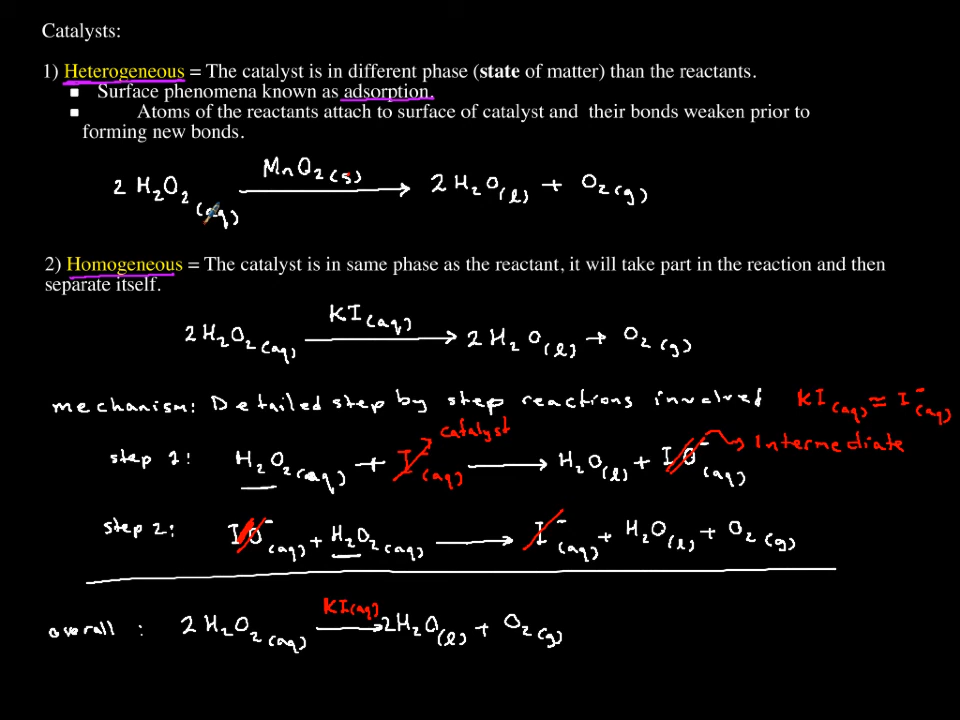 Catalysts:
1) Heterogeneous = The catalyst is in different phase (state of matter) than the reactants.
▪ Surface phenomena known as adsorption.
▪ Atoms of the reactants attach to surface of catalyst and their bonds weaken prior to
forming new bonds.
2 H₂O₂ (aq) MnO₂(s) → 2 H₂O(l) + O₂(g)
2) Homogeneous = The catalyst is in same phase as the reactant, it will take part in the reaction and then
separate itself.
2H₂O₂(aq) KI(aq) → 2H₂O(l) + O₂(g)
mechanism: Detailed step by step reactions involved KI(aq) ≈ I⁻(aq)
catalyst
Intermediate
step 1: H₂O₂(aq) + I⁻(aq) → H₂O(l) + IO⁻(aq)
step 2: IO⁻(aq) + H₂O₂(aq) → I⁻(aq) + H₂O(l) + O₂(g)
overall : 2 H₂O₂(aq) KI(aq) → 2H₂O(l) + O₂(g)